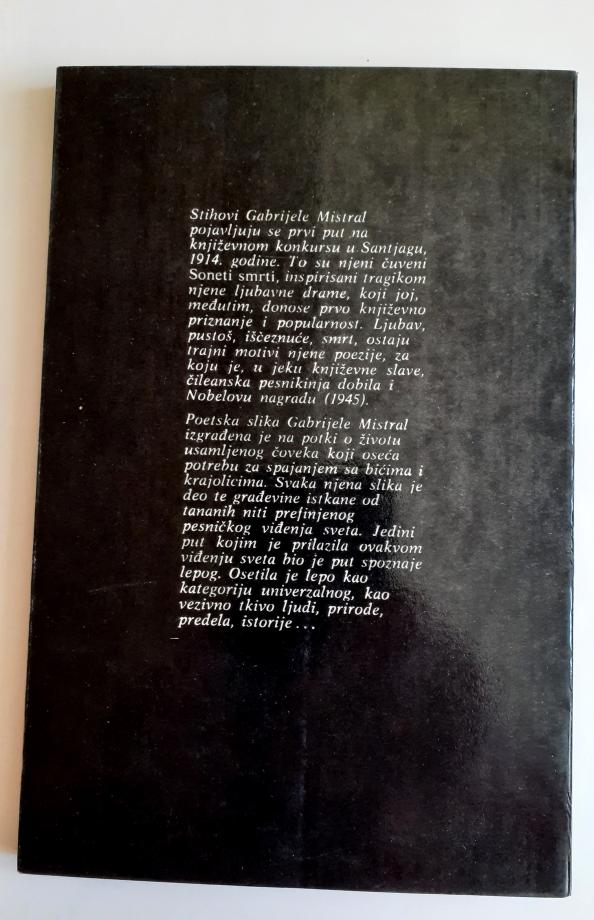 Stihovi Gabrijele Mistral
pojavljuju se prvi put na
književnom konkursu u Santjagu,
1914. godine. To su njeni čuveni
Soneti smrti, inspirisani tragikom
njene ljubavne drame, koji joj,
međutim, donose prvo književno
priznanje i popularnost. Ljubav,
pustoš, iščeznuće, smrt, ostaju
trajni motivi njene poezije, za
koju je, u jeku književne slave,
čileanska pesnikinja dobila i
Nobelovu nagradu (1945).
Poetska slika Gabrijele Mistral
izgrađena je na potki o životu
usamljenog čoveka koji oseća
potrebu za spajanjem sa bićima i
krajolicima. Svaka njena slika je
deo te građevine istkane od
tananih niti prefinjenog
pesničkog viđenja sveta. Jedini
put kojim je prilazila ovakvom
viđenju sveta bio je put spoznaje
lepog. Osetila je lepo kao
kategoriju univerzalnog, kao
vezivno tkivo ljudi, prirode,
predela, istorije...